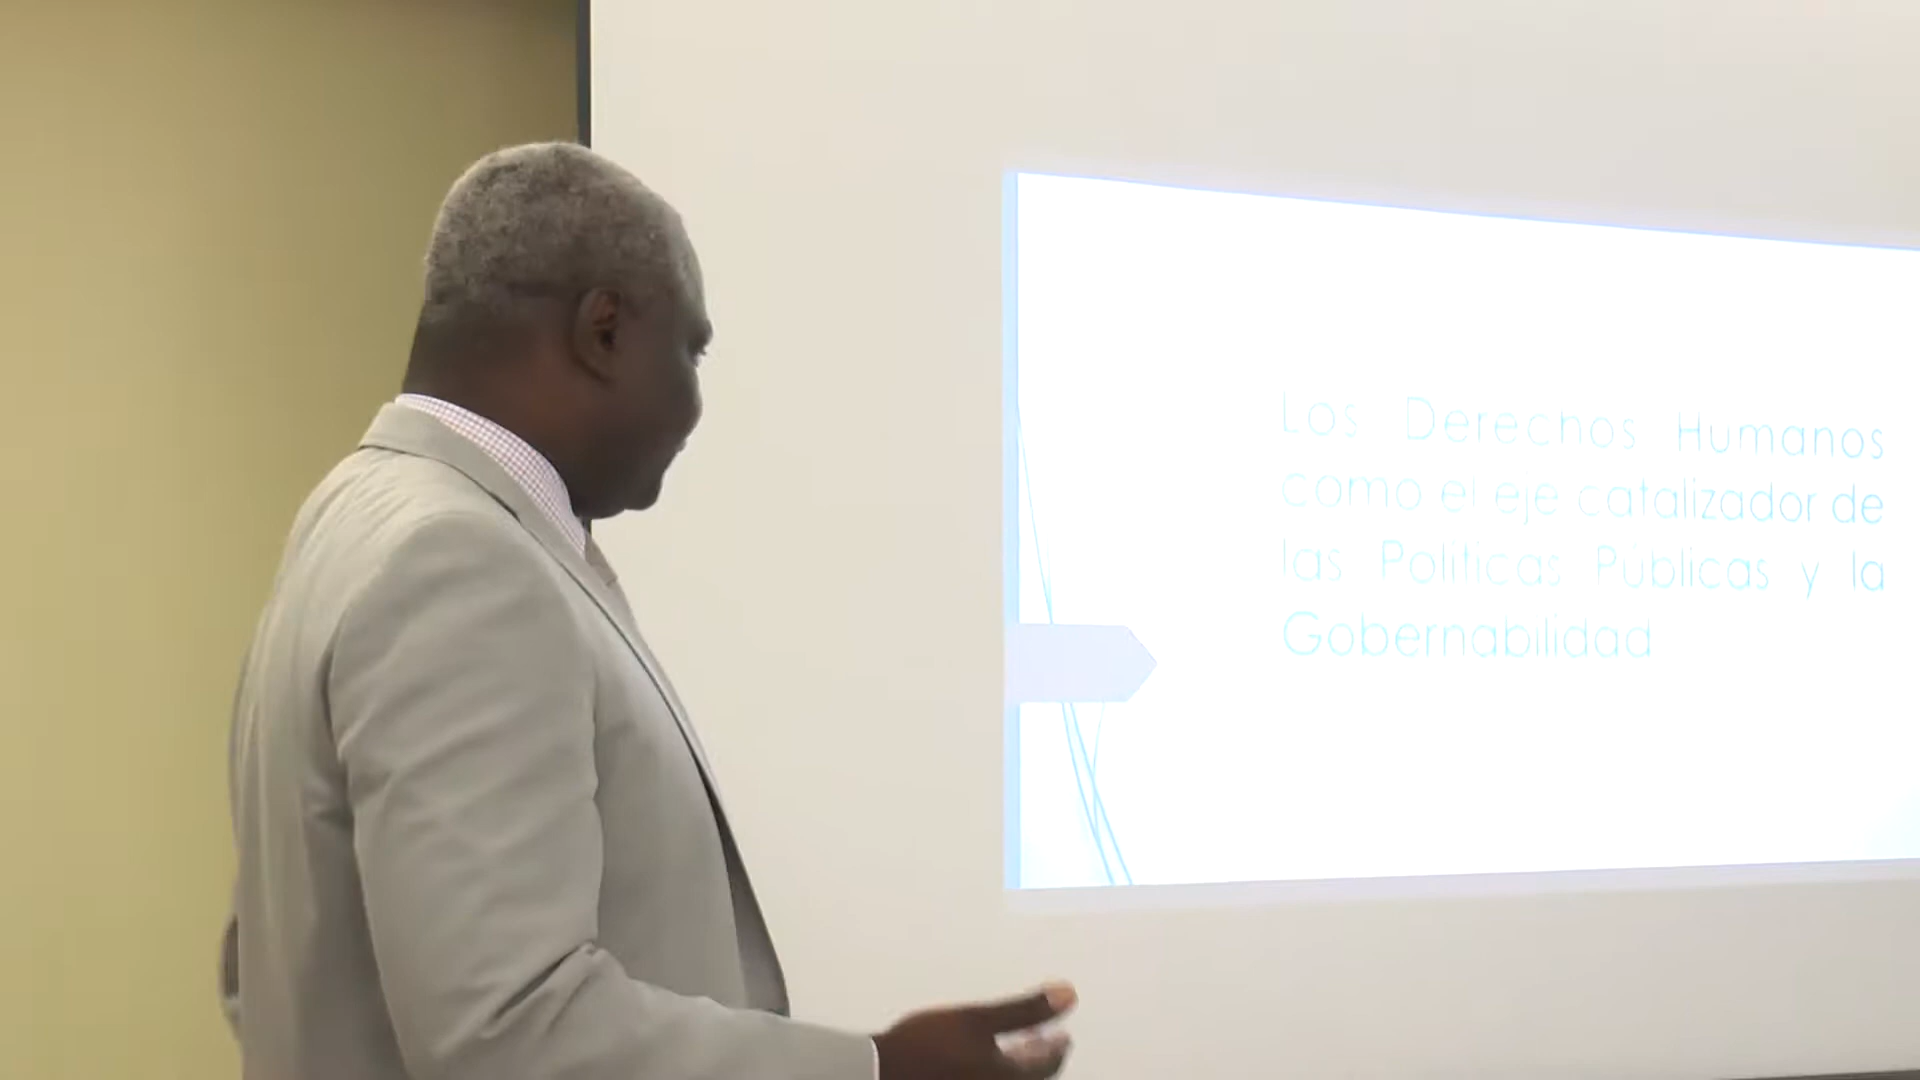 Los Derechos Humanos
como el eje catalizador de
las Políticas Públicas y la
Gobernabilidad